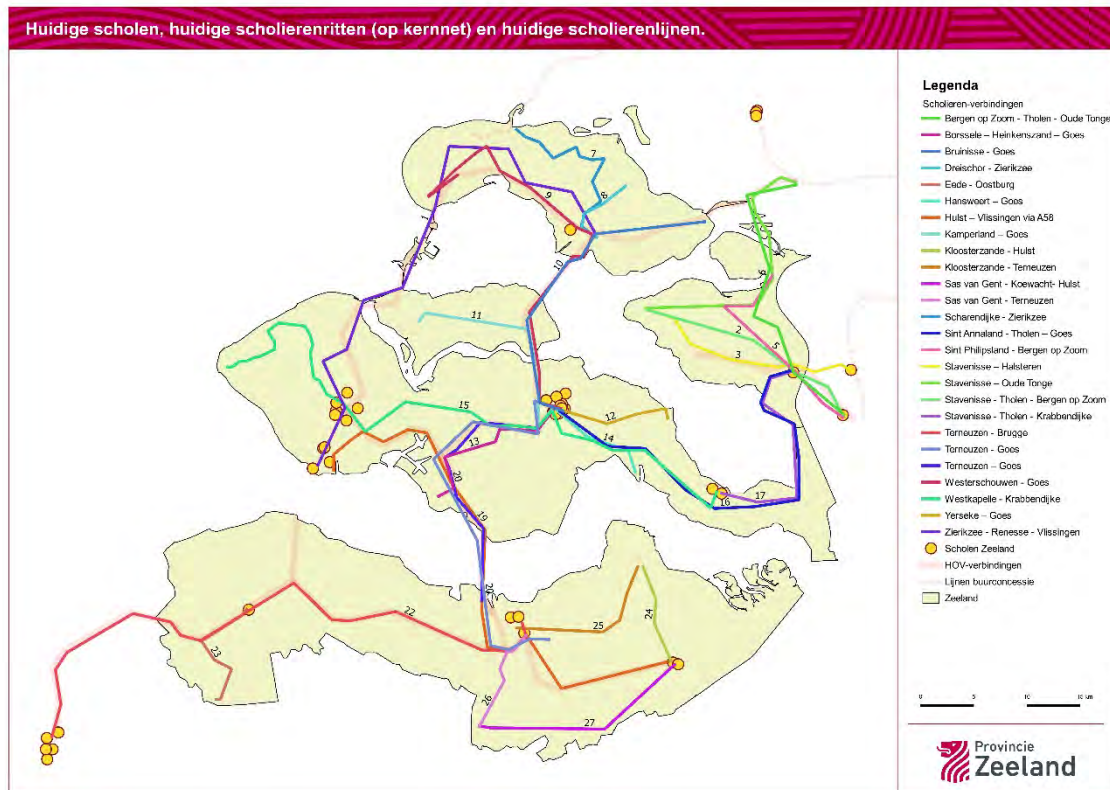 Huidige scholen, huidige scholierenritten (op kernnet) en huidige scholierenlijnen.
Legenda
Scholieren-verbindingen
Bergen op Zoom - Tholen - Oude Tonge
Borssele – Heinkenszand – Goes
Bruinisse - Goes
Dreischor - Zierikzee
Eede - Oostburg
Hansweert – Goes
Hulst – Vlissingen via A58
Kamperland – Goes
Kloosterzande - Hulst
Kloosterzande - Terneuzen
Sas van Gent - Koewacht- Hulst
Sas van Gent - Terneuzen
Scharendijke - Zierikzee
Sint Annaland - Tholen – Goes
Sint Philipsland - Bergen op Zoom
Stavenisse – Halsteren
Stavenisse – Oude Tonge
Stavenisse - Tholen - Bergen op Zoom
Stavenisse - Tholen - Krabbendijke
Terneuzen - Brugge
Terneuzen - Goes
Terneuzen – Goes
Westerschouwen - Goes
Westkapelle - Krabbendijke
Yerseke – Goes
Zierikzee - Renesse - Vlissingen
Scholen Zeeland
HOV-verbindingen
Lijnen buurconcessie
Zeeland
7
8
9
10
6
11
2
5
3
15
12
13
14
20
16
17
19
24
22
25
23
26
27
0 5 10
Provincie
Zeeland